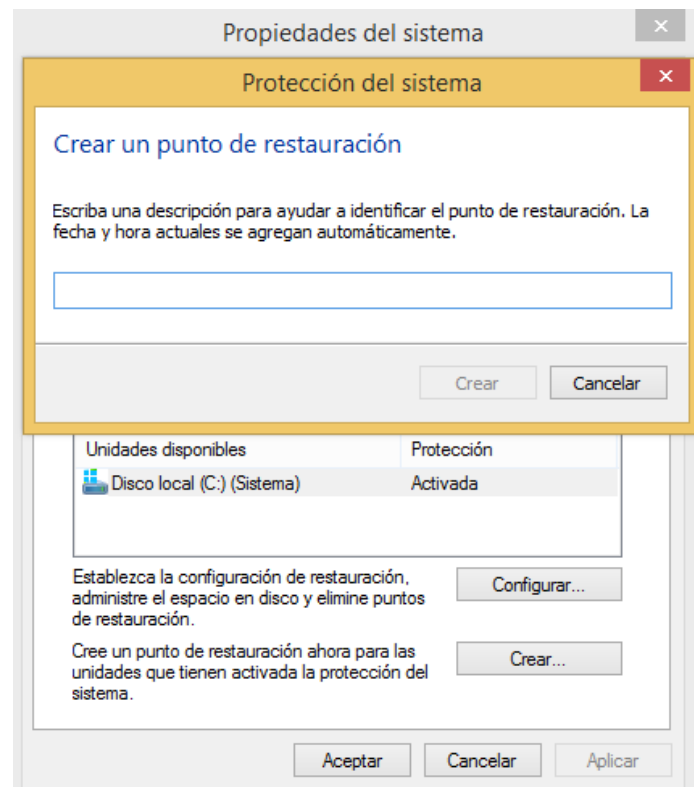 Propiedades del sistema
Protección del sistema
Crear un punto de restauración
Escriba una descripción para ayudar a identificar el punto de restauración. La
fecha y hora actuales se agregan automáticamente.
Crear Cancelar
Unidades disponibles Protección
Disco local (C:) (Sistema) Activada
Establezca la configuración de restauración,
administre el espacio en disco y elimine puntos
de restauración.
Configurar...
Cree un punto de restauración ahora para las
unidades que tienen activada la protección del
sistema.
Crear...
Aceptar Cancelar Aplicar